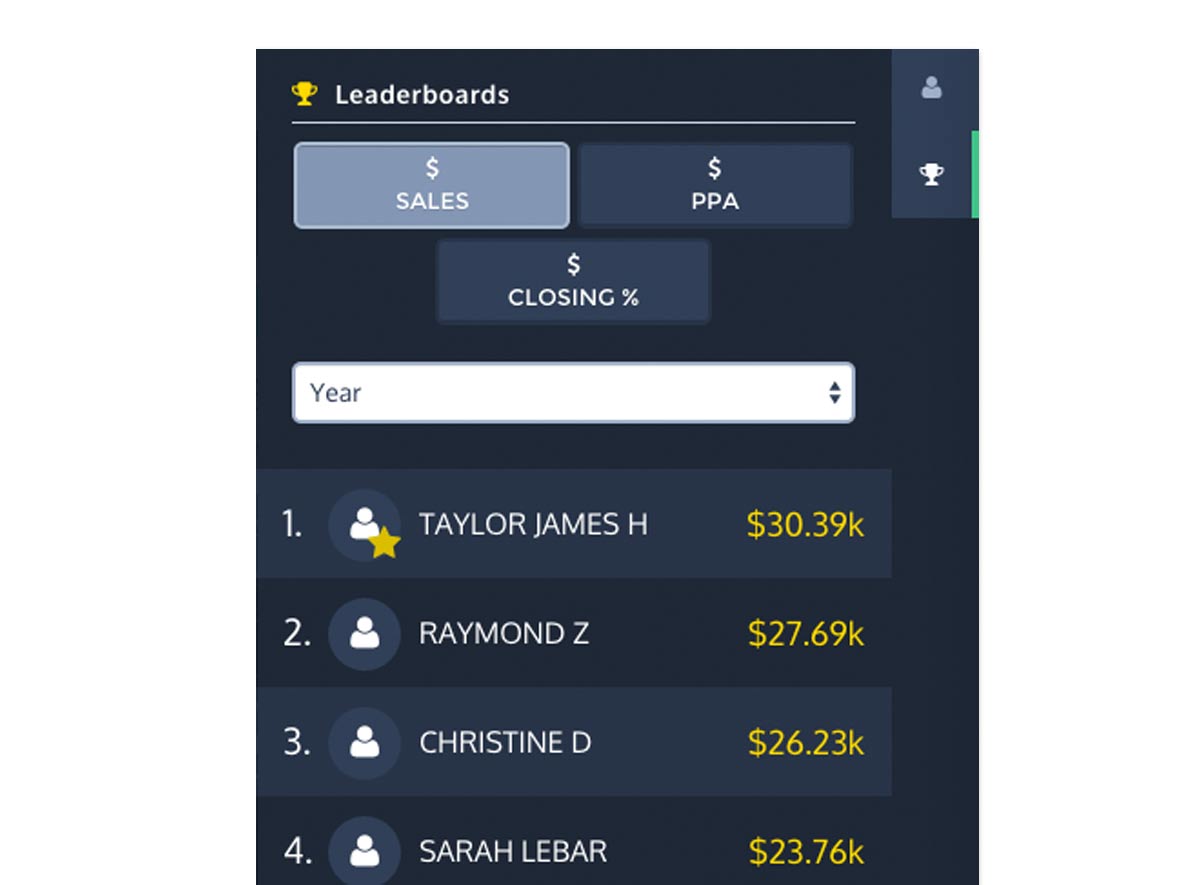 Leaderboards
$
SALES
$
PPA
$
CLOSING %
Year
1. TAYLOR JAMES H $30.39k
2. RAYMOND Z $27.69k
3. CHRISTINE D $26.23k
4. SARAH LEBAR $23.76k